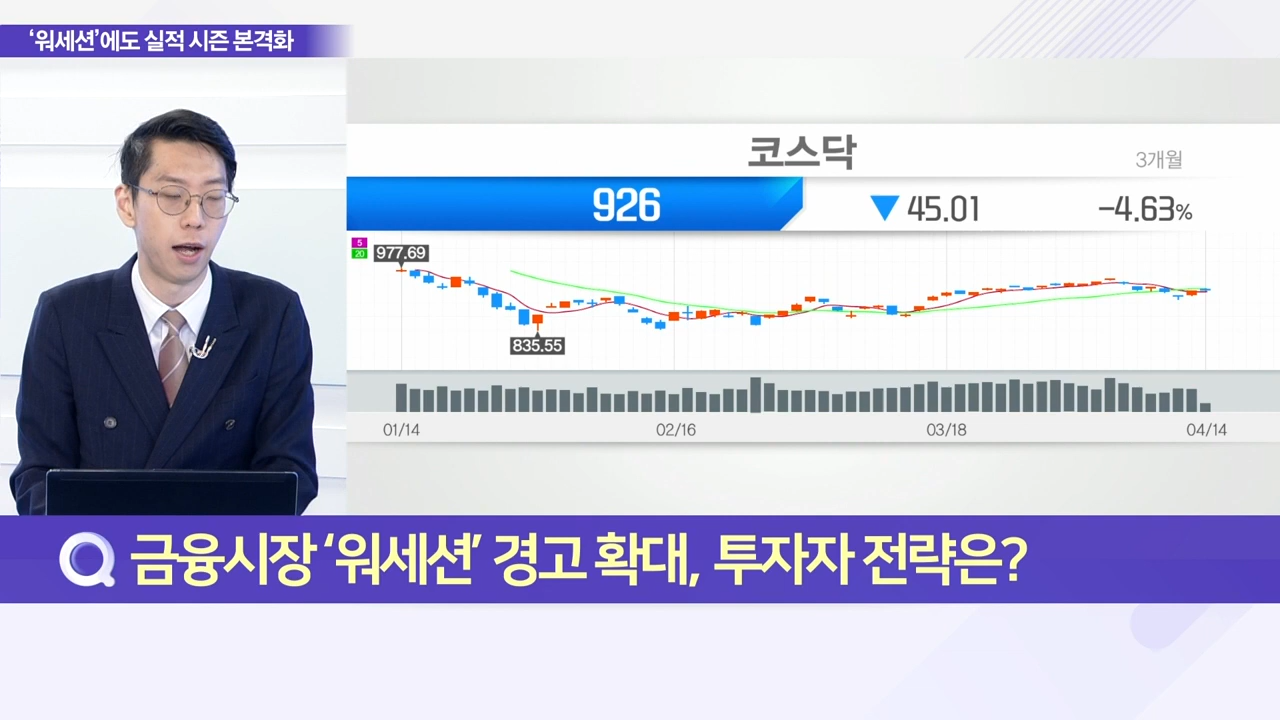 ‘워세션’에도 실적 시즌 본격화
코스닥
3개월
926 ▼ 45.01 -4.63%
5
20
977.69
835.55
01/14 02/16 03/18 04/14
Q 금융시장 ‘워세션’ 경고 확대, 투자자 전략은?